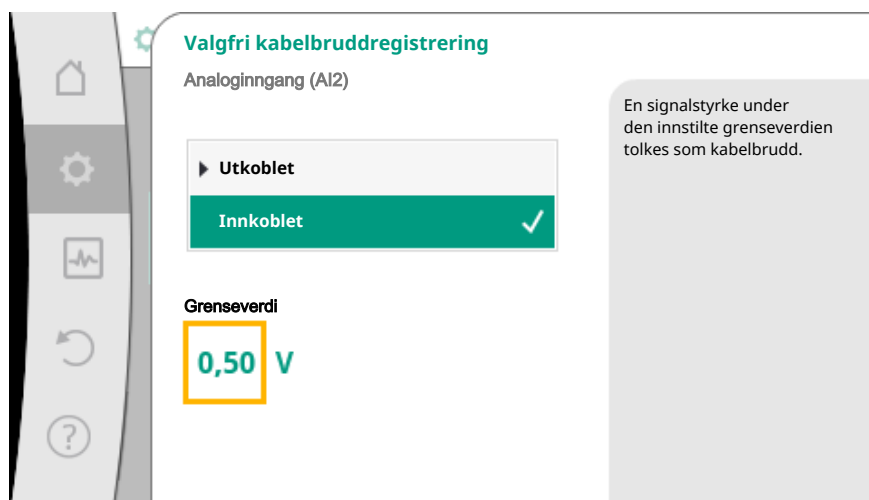 Valgfri kabelbruddregistrering
Analoginngang (AI2)
En signalstyrke under
den innstilte grenseverdien
tolkes som kabelbrudd.
Utkoblet
Innkoblet
Grenseverdi
0,50 V
?